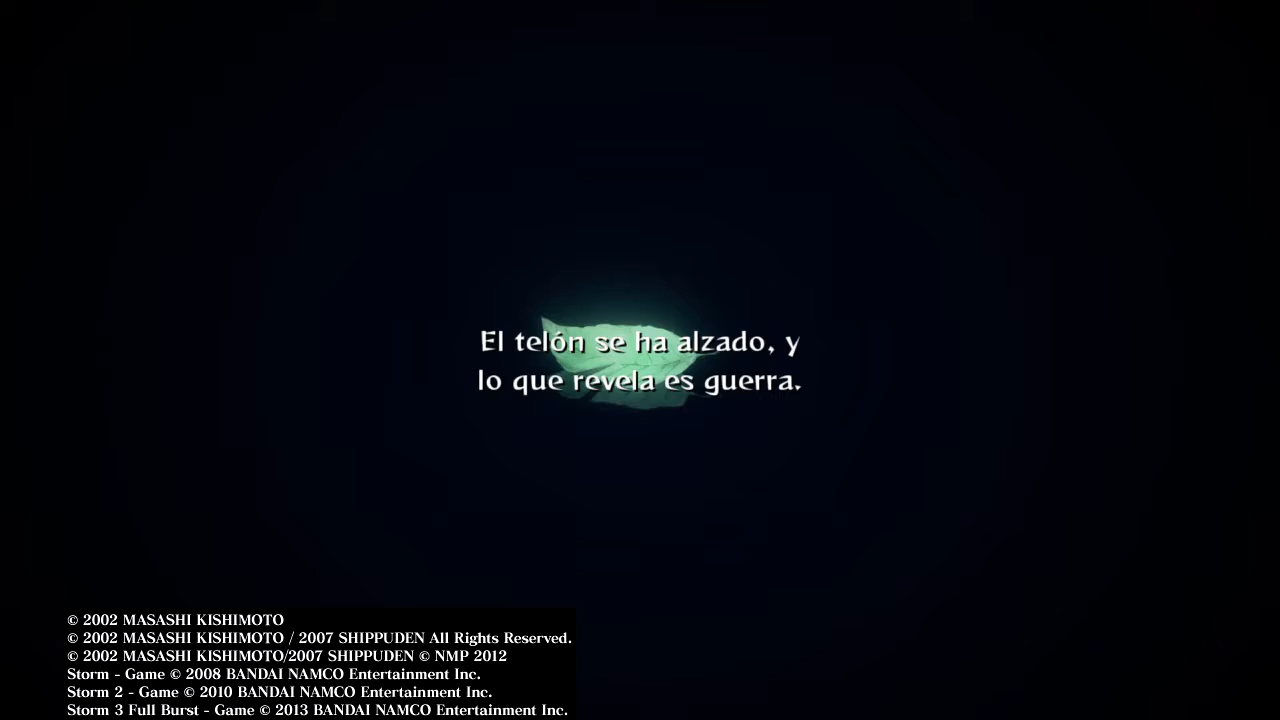 El telón se ha alzado, y
lo que revela es guerra.
© 2002 MASASHI KISHIMOTO
© 2002 MASASHI KISHIMOTO / 2007 SHIPPUDEN All Rights Reserved.
© 2002 MASASHI KISHIMOTO/2007 SHIPPUDEN © NMP 2012
Storm - Game © 2008 BANDAI NAMCO Entertainment Inc.
Storm 2 - Game © 2010 BANDAI NAMCO Entertainment Inc.
Storm 3 Full Burst - Game © 2013 BANDAI NAMCO Entertainment Inc.